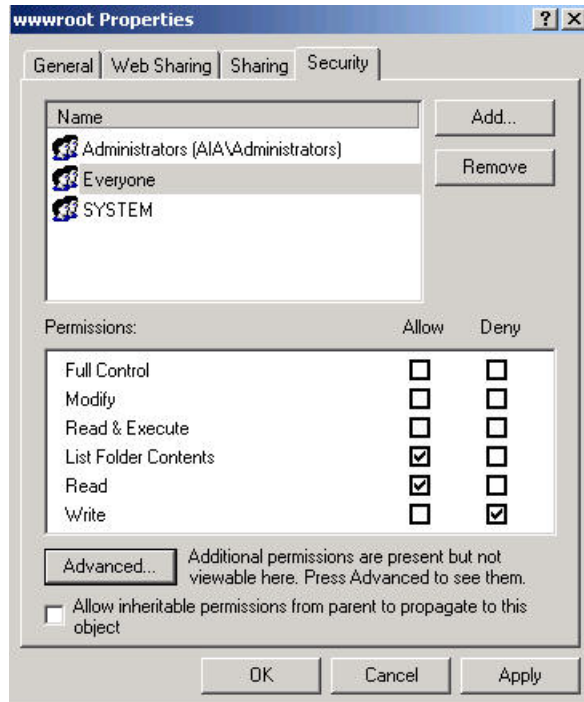 wwwroot Properties
General Web Sharing Sharing Security
Name
Administrators (AIA\Administrators)
Everyone
SYSTEM
Add...
Remove
Permissions: Allow Deny
Full Control
Modify
Read & Execute
List Folder Contents
Read
Write
Advanced...
Additional permissions are present but not
viewable here. Press Advanced to see them.
Allow inheritable permissions from parent to propagate to this
object
OK Cancel Apply